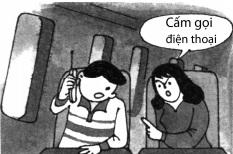 Cấm gọi
điện thoại